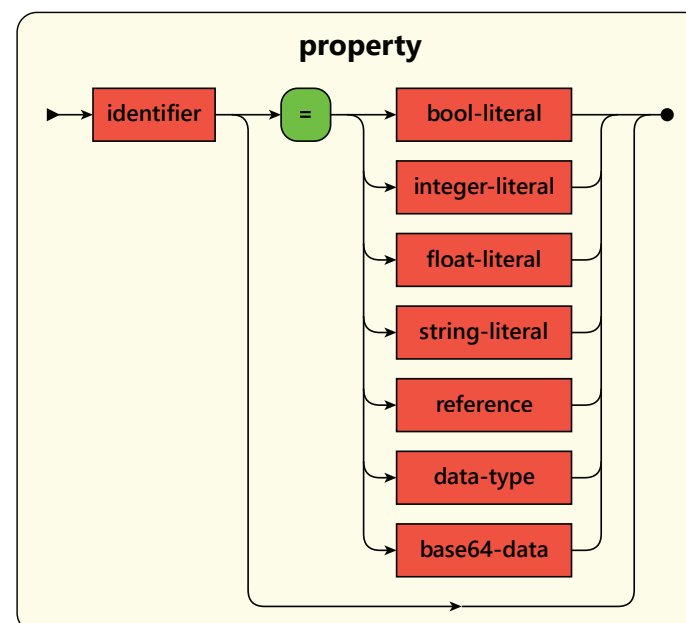 property
identifier
=
bool-literal
integer-literal
float-literal
string-literal
reference
data-type
base64-data